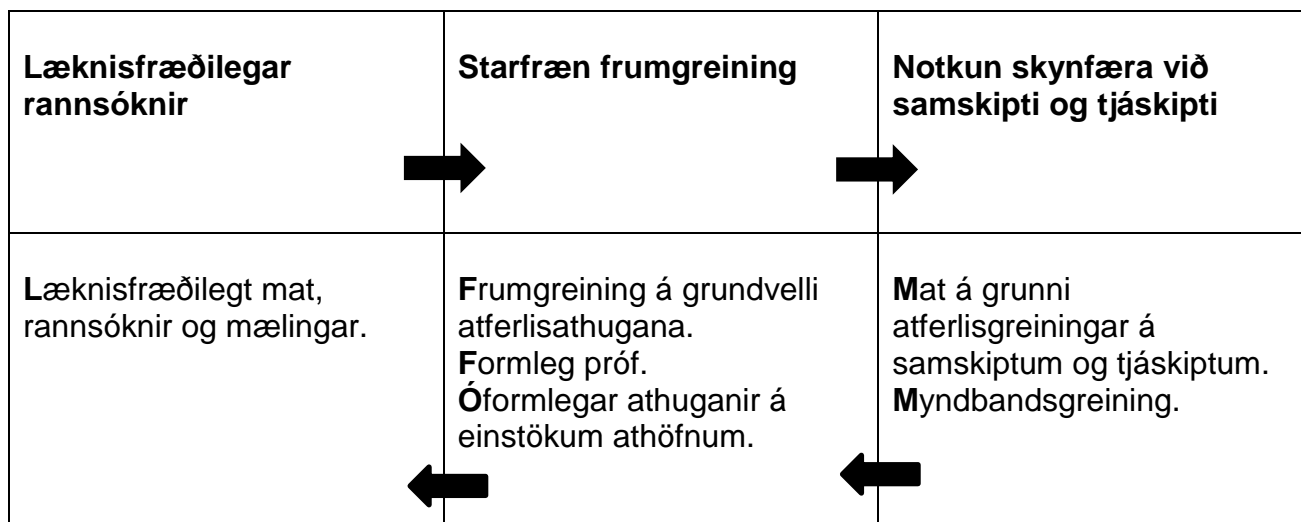 Læknisfræðilegar
rannsóknir
Starfræn frumgreining
Notkun skynfæra við
samskipti og tjáskipti
Læknisfræðilegt mat,
rannsóknir og mælingar.
Frumgreining á grundvelli
atferlisathugana.
Formleg próf.
Óformlegar athuganir á
einstökum athöfnum.
Mat á grunni
atferlisgreiningar á
samskiptum og tjáskiptum.
Myndbandsgreining.